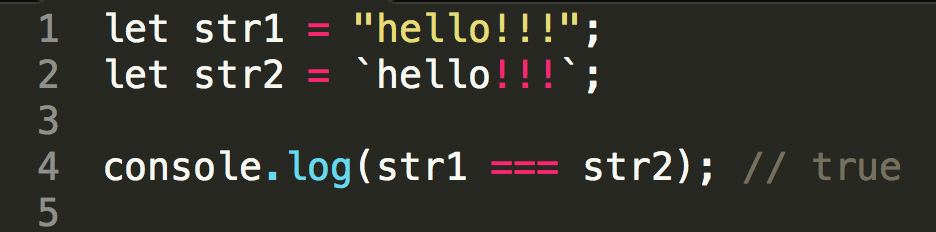 1 let str1 = "hello!!!";
2 let str2 = `hello!!!`;
3
4 console.log(str1 === str2); // true
5